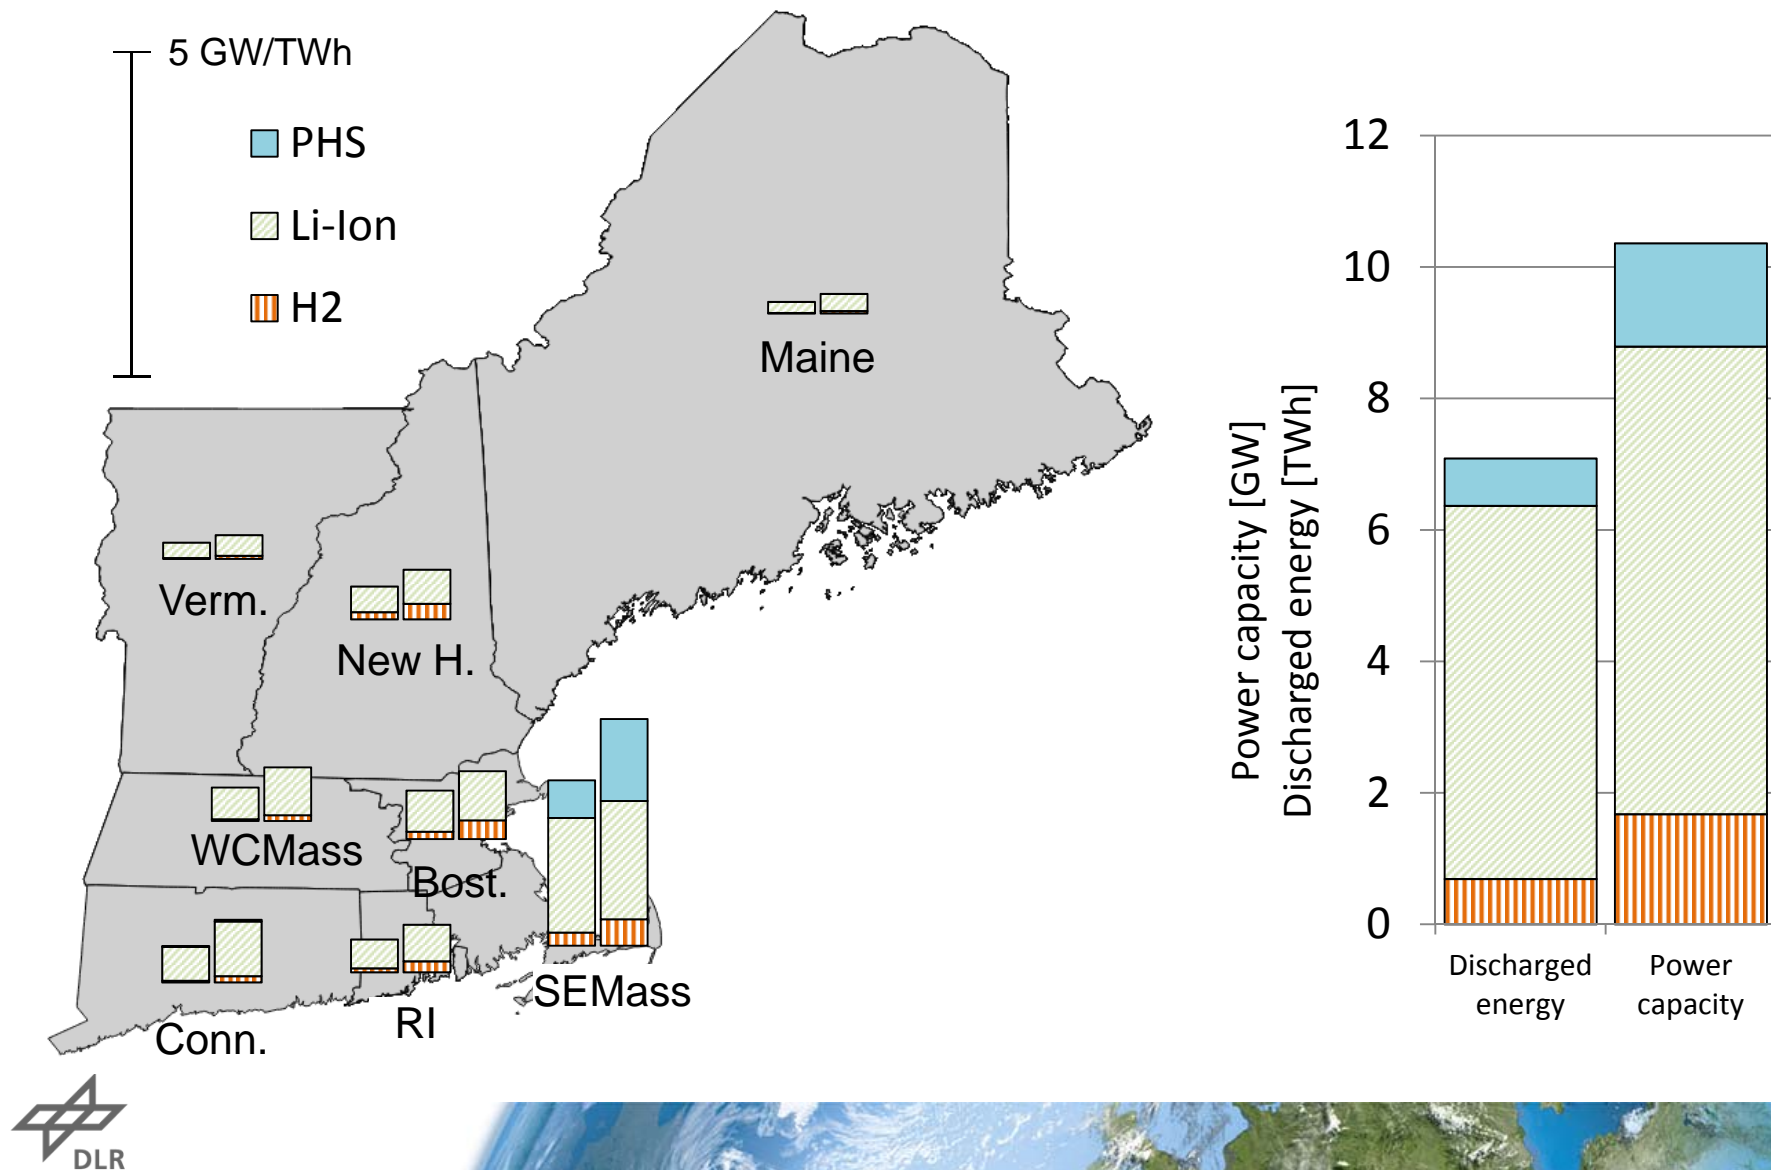 5 GW/TWh
PHS
Li-Ion
H2
Maine
Verm.
New H.
WCMass
Bost.
SEMass
Conn.
RI
Power capacity [GW]
Discharged energy [TWh]
12
10
8
6
4
2
0
Discharged
energy
Power
capacity
DLR